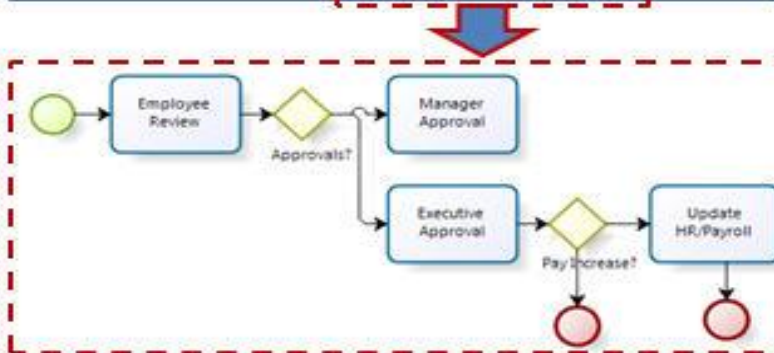 Employee
Review
Approvals?
Manager
Approval
Executive
Approval
Pay Increase?
Update
HR/Payroll